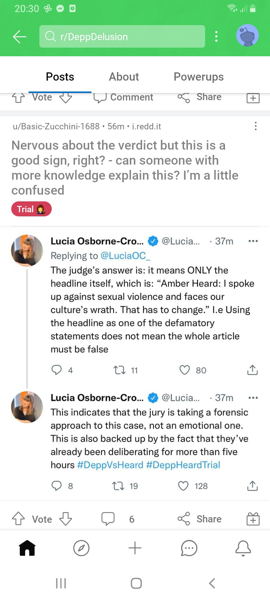 20:30
r/DeppDelusion
Posts About Powerups
Vote Comment Share
u/Basic-Zucchini-1688 • 56m • i.redd.it
Nervous about the verdict but this is a
good sign, right? - can someone with
more knowledge explain this? I'm a little
confused
Trial
Lucia Osborne-Cro... @Lucia... · 37m
Replying to @LuciaOC_
The judge's answer is: it means ONLY the
headline itself, which is: “Amber Heard: I spoke
up against sexual violence and faces our
culture's wrath. That has to change.” I.e Using
the headline as one of the defamatory
statements does not mean the whole article
must be false
4 11 80
Lucia Osborne-Cro... @Lucia... · 37m
This indicates that the jury is taking a forensic
approach to this case, not an emotional one.
This is also backed up by the fact that they've
already been deliberating for more than five
hours #DeppVsHeard #DeppHeardTrial
8 19 128
Vote 6 Share